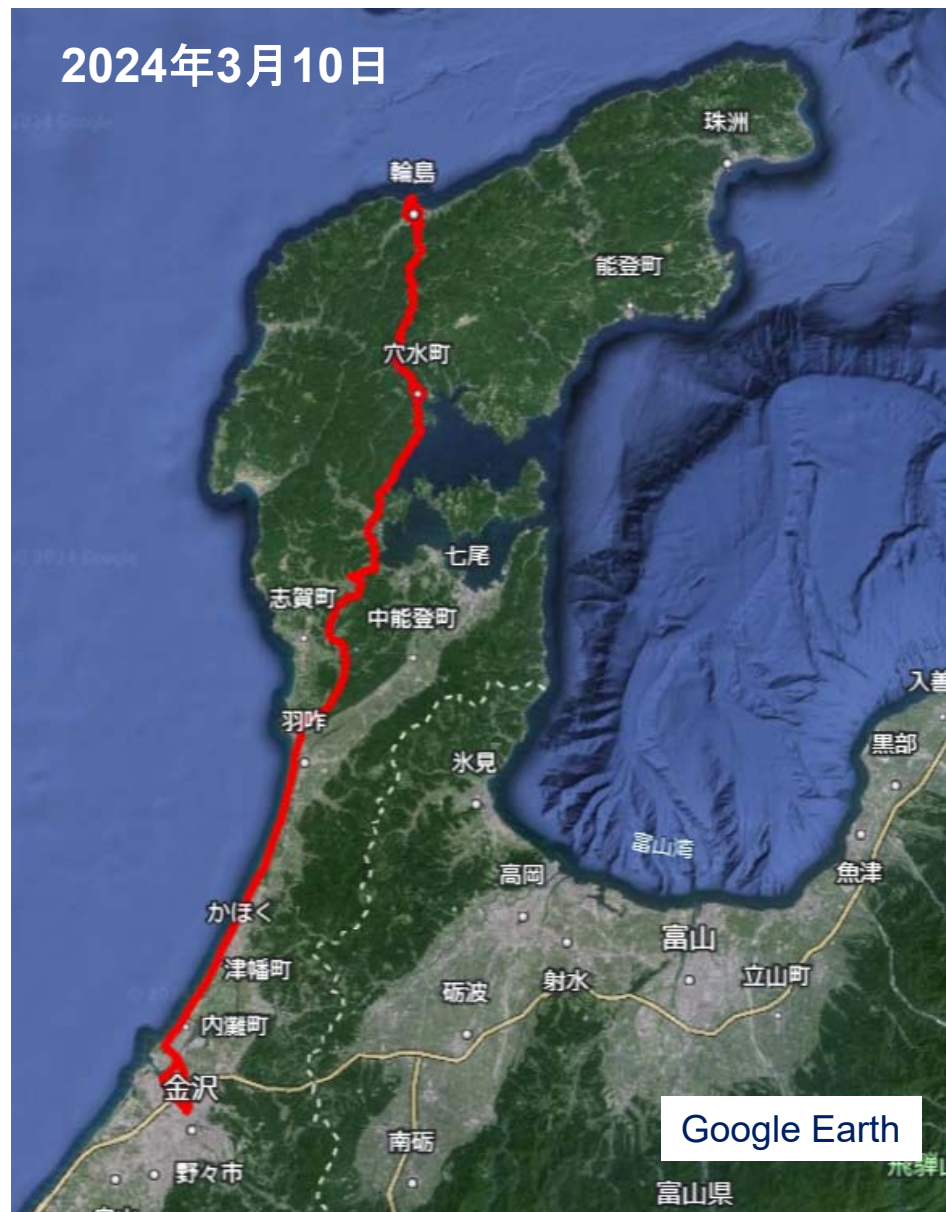 2024年3月10日
珠洲
輪島
能登町
穴水町
七尾
志賀町
中能登町
入善
羽咋
黒部
氷見
富山湾
魚津
高岡
かほく
富山
津幡町
立山町
射水
砺波
内灘町
金沢
Google Earth
南砺
野々市
富山県